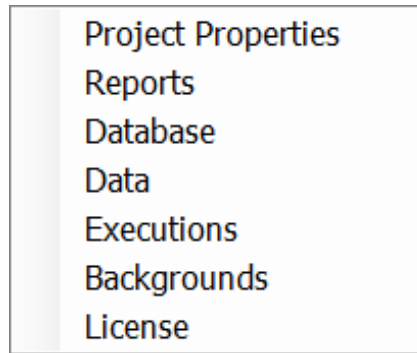 Project Properties
Reports
Database
Data
Executions
Backgrounds
License